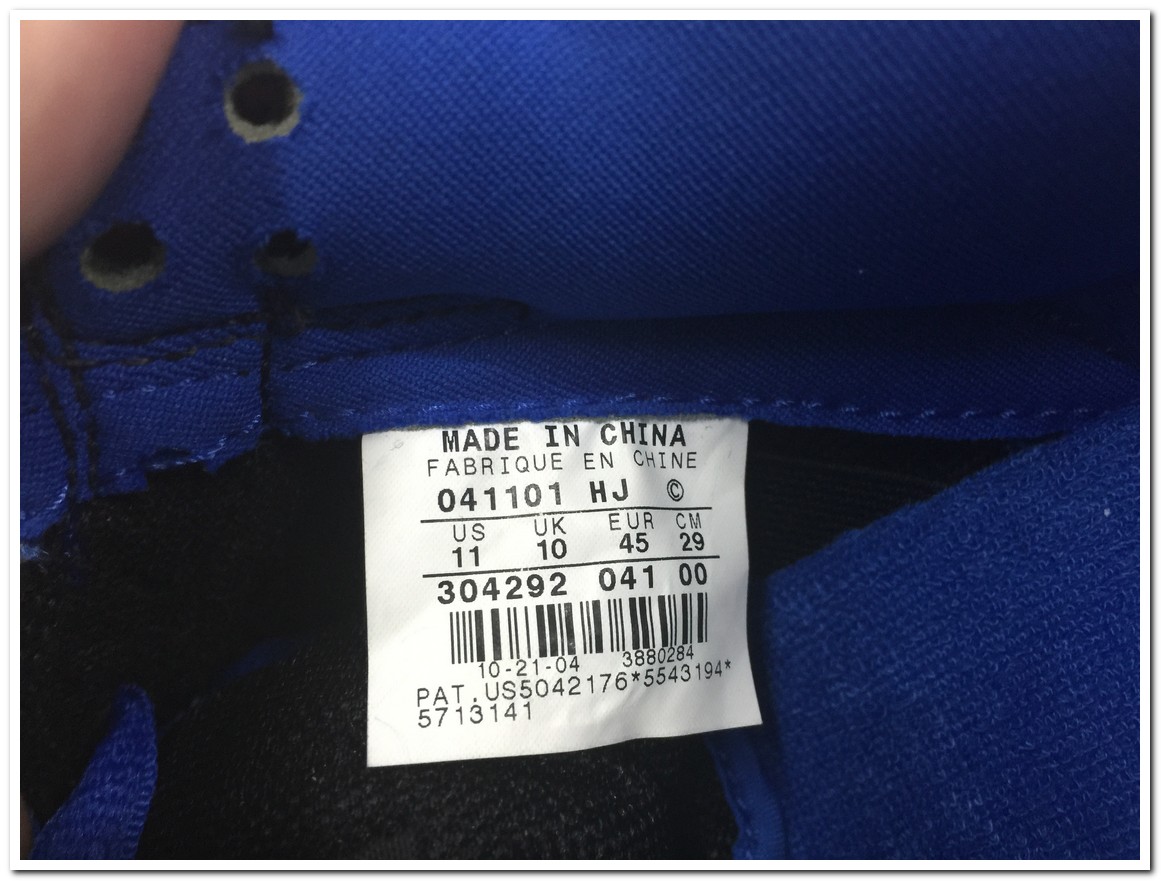 MADE IN CHINA
FABRIQUE EN CHINE
041101 HJ ©
US UK EUR CM
11 10 45 29
304292 041 00
10-21-04 3880284
PAT.US5042176*5543194*
5713141